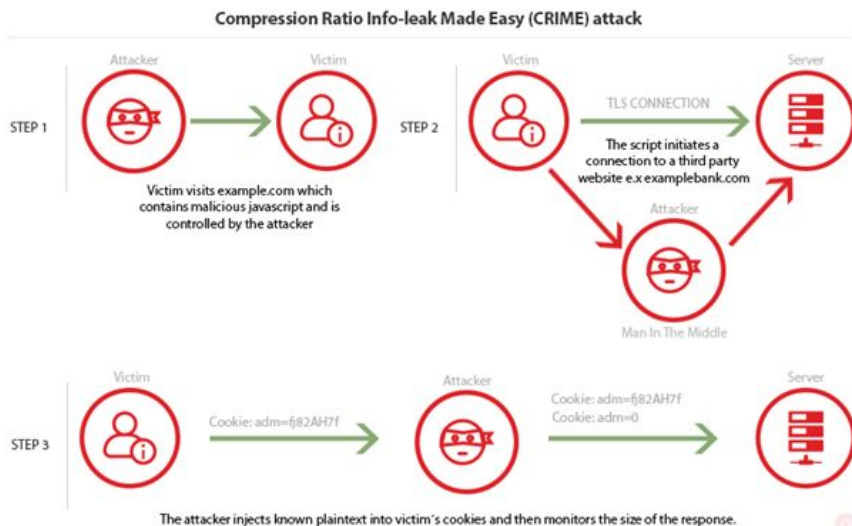 Compression Ratio Info-leak Made Easy (CRIME) attack
Attacker
Victim
STEP 1
Victim visits example.com which
contains malicious javascript and is
controlled by the attacker
Victim
Server
STEP 2
TLS CONNECTION
The script initiates a
connection to a third party
website e.x examplebank.com
Attacker
Man In The Middle
Victim
Attacker
Server
STEP 3
Cookie: adm=fj82AH7f
Cookie: adm=fj82AH7f
Cookie: adm=0
The attacker injects known plaintext into victim's cookies and then monitors the size of the response.